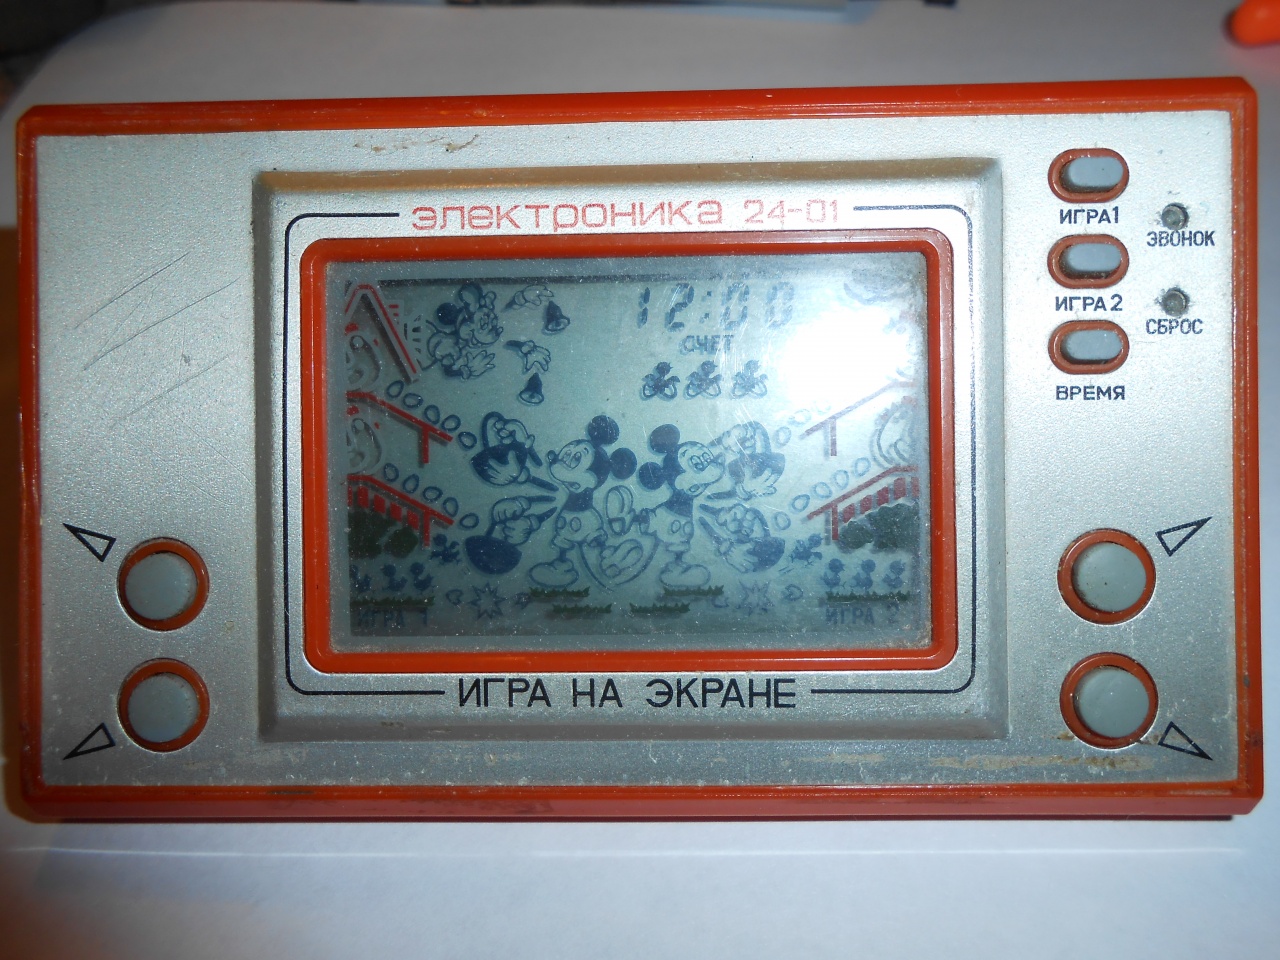 электроника 24-01
12:00
СЧЕТ
ИГРА 1
ИГРА 2
ИГРА НА ЭКРАНЕ
ИГРА1
ЗВОНОК
ИГРА 2
СБРОС
ВРЕМЯ